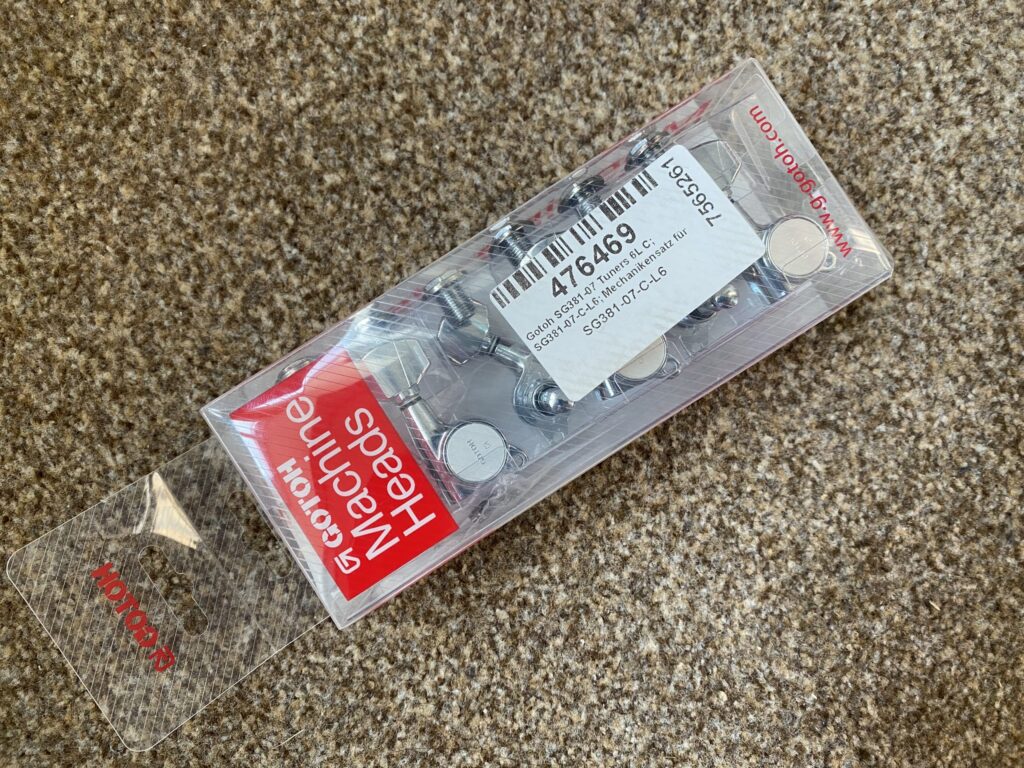 GOTOH
Machine
Heads
476469
Gotoh SG381-07 Tuners 6L C;
SG381-07-C-L6; Mechanikensatz für
SG381-07-C-L6
7565261
www.g-gotoh.com
GOTOH
GOTOH